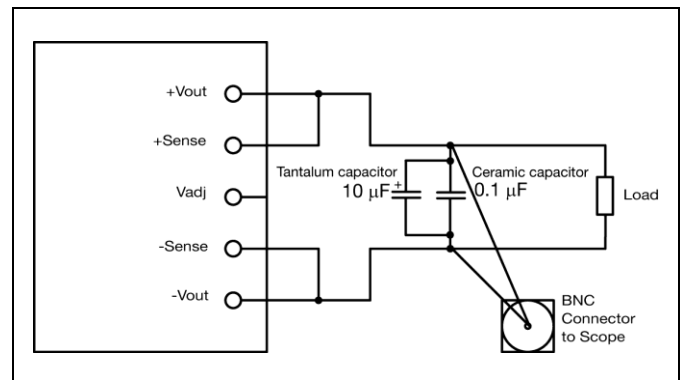 +Vout
+Sense
Vadj
-Sense
-Vout
Tantalum capacitor
10 µF
+
Ceramic capacitor
0.1 µF
Load
BNC
Connector
to Scope